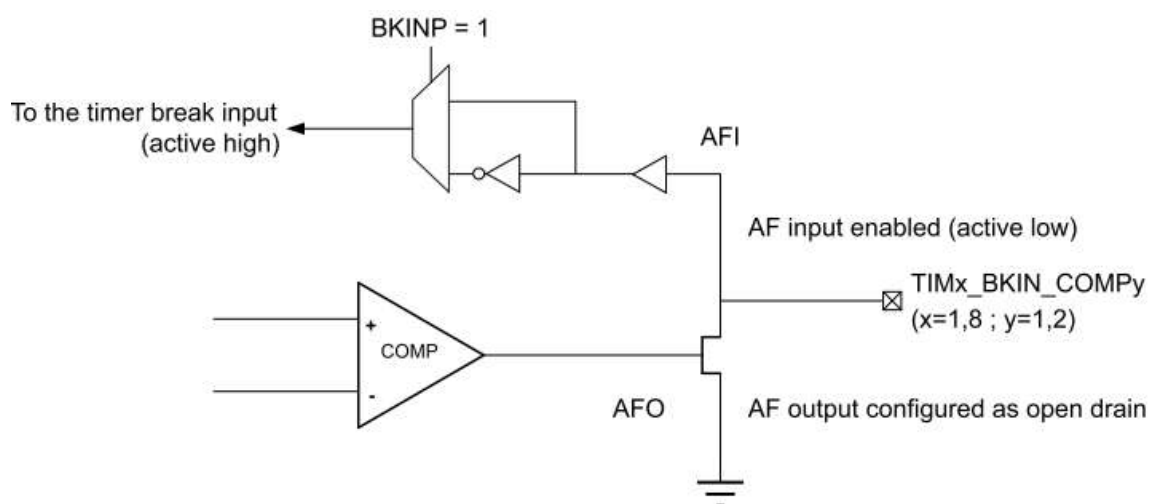 BKINP = 1
To the timer break input
(active high)
AFI
AF input enabled (active low)
TIMx_BKIN_COMPy
(x=1,8 ; y=1,2)
+
COMP
-
AFO
AF output configured as open drain